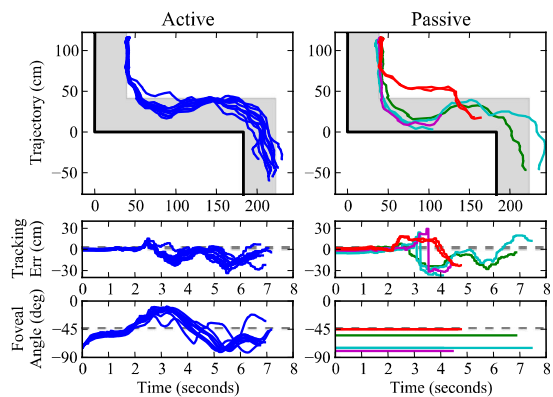 Active Passive
Trajectory (cm)
100
50
0
−50
0 50 100 150 200
0 50 100 150 200
Tracking
Err (cm)
30
0
−30
30
0
−30
Foveal
Angle (deg)
0
−45
−90
0
−45
−90
0 1 2 3 4 5 6 7 8
0 1 2 3 4 5 6 7 8
Time (seconds) Time (seconds)
100
50
0
−50